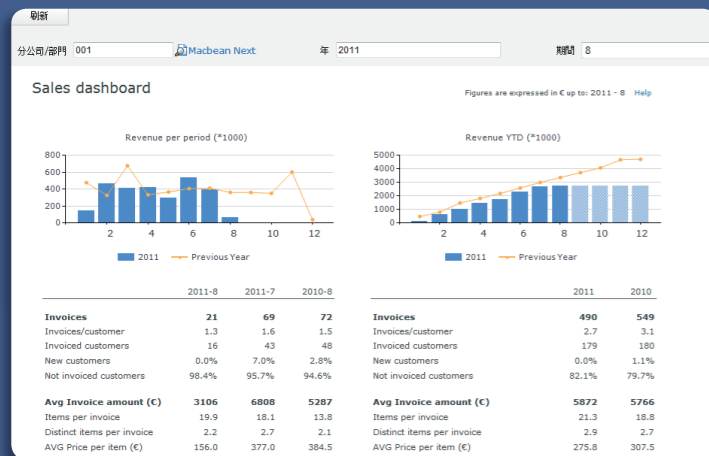 刷新
分公司/部門 001 Macbean Next 年 2011 期間 8
Sales dashboard
Figures are expressed in € up to: 2011 - 8 Help
Revenue per period (*1000) Revenue YTD (*1000)
800
600
400
200
0
2 4 6 8 10 12
2011 Previous Year
5000
4000
3000
2000
1000
0
2 4 6 8 10 12
2011 Previous Year
2011-8 2011-7 2010-8
Invoices 21 69 72
Invoices/customer 1.3 1.6 1.5
Invoiced customers 16 43 48
New customers 0.0% 7.0% 2.8%
Not invoiced customers 98.4% 95.7% 94.6%
Avg Invoice amount (€) 3106 6808 5287
Items per invoice 19.9 18.1 13.8
Distinct items per invoice 2.2 2.7 2.1
AVG Price per item (€) 156.0 377.0 384.5
2011 2010
Invoices 490 549
Invoices/customer 2.7 3.1
Invoiced customers 179 180
New customers 0.0% 1.1%
Not invoiced customers 82.1% 79.7%
Avg Invoice amount (€) 5872 5766
Items per invoice 21.3 18.8
Distinct items per invoice 2.9 2.7
AVG Price per item (€) 275.8 307.5